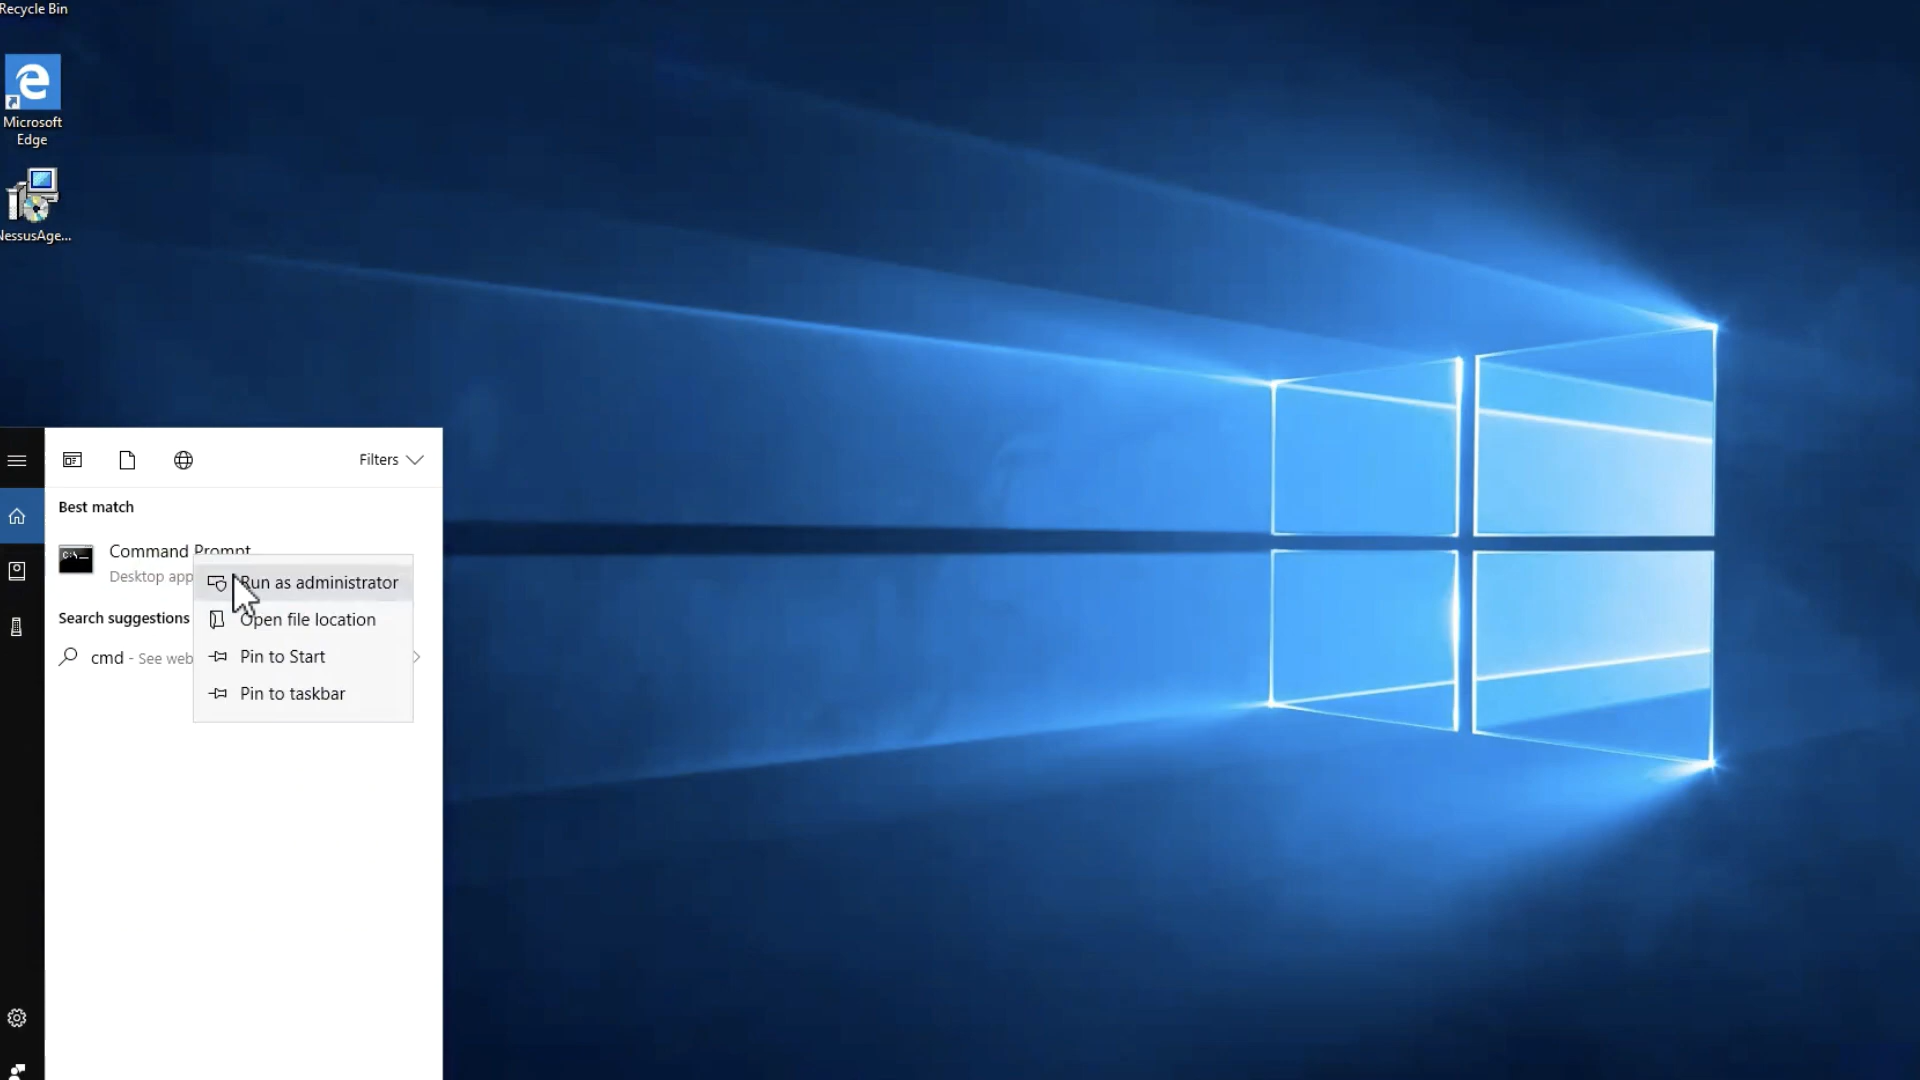 Recycle Bin
Microsoft
Edge
NessusAge...
Filters
Best match
Command Prompt
Desktop app
Search suggestions
cmd - See web
Run as administrator
Open file location
Pin to Start
Pin to taskbar